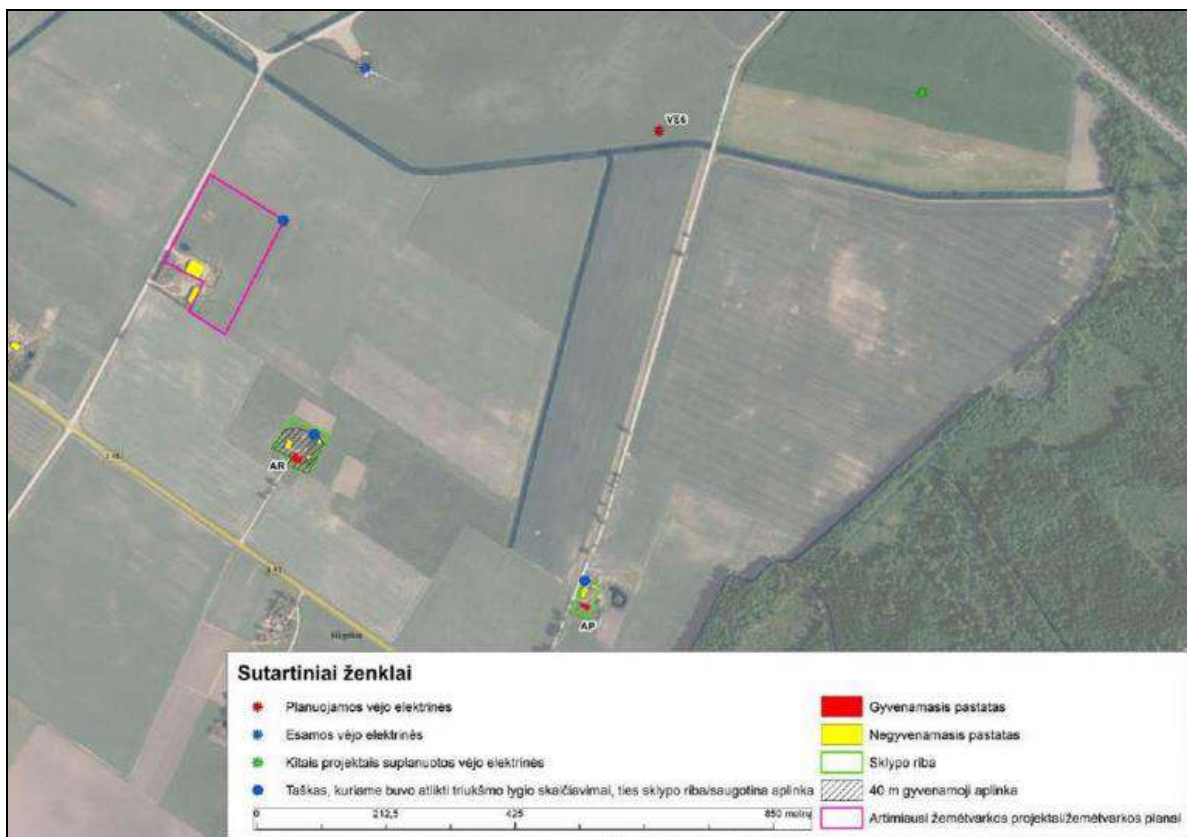 VE6
AR
AP
Sutartiniai ženklai
Planuojamos vėjo elektrinės
Esamos vėjo elektrinės
Kitais projektais suplanuotos vėjo elektrinės
Taškas, kuriame buvo atlikti triukšmo lygio skaičiavimai, ties sklypo riba/saugotina aplinka
0 212,5 425 850 metrų
Gyvenamasis pastatas
Negyvenamasis pastatas
Sklypo riba
40 m gyvenamoji aplinka
Artimiausi žemėtvarkos projektai/žemėtvarkos planai